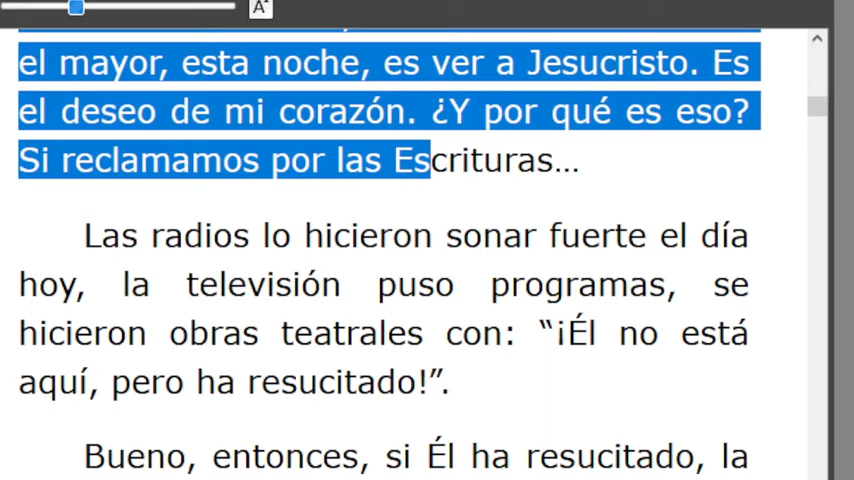 A
el mayor, esta noche, es ver a Jesucristo. Es
el deseo de mi corazón. ¿Y por qué es eso?
Si reclamamos por las Escrituras…
Las radios lo hicieron sonar fuerte el día
hoy, la televisión puso programas, se
hicieron obras teatrales con: “¡Él no está
aquí, pero ha resucitado!”.
Bueno, entonces, si Él ha resucitado, la